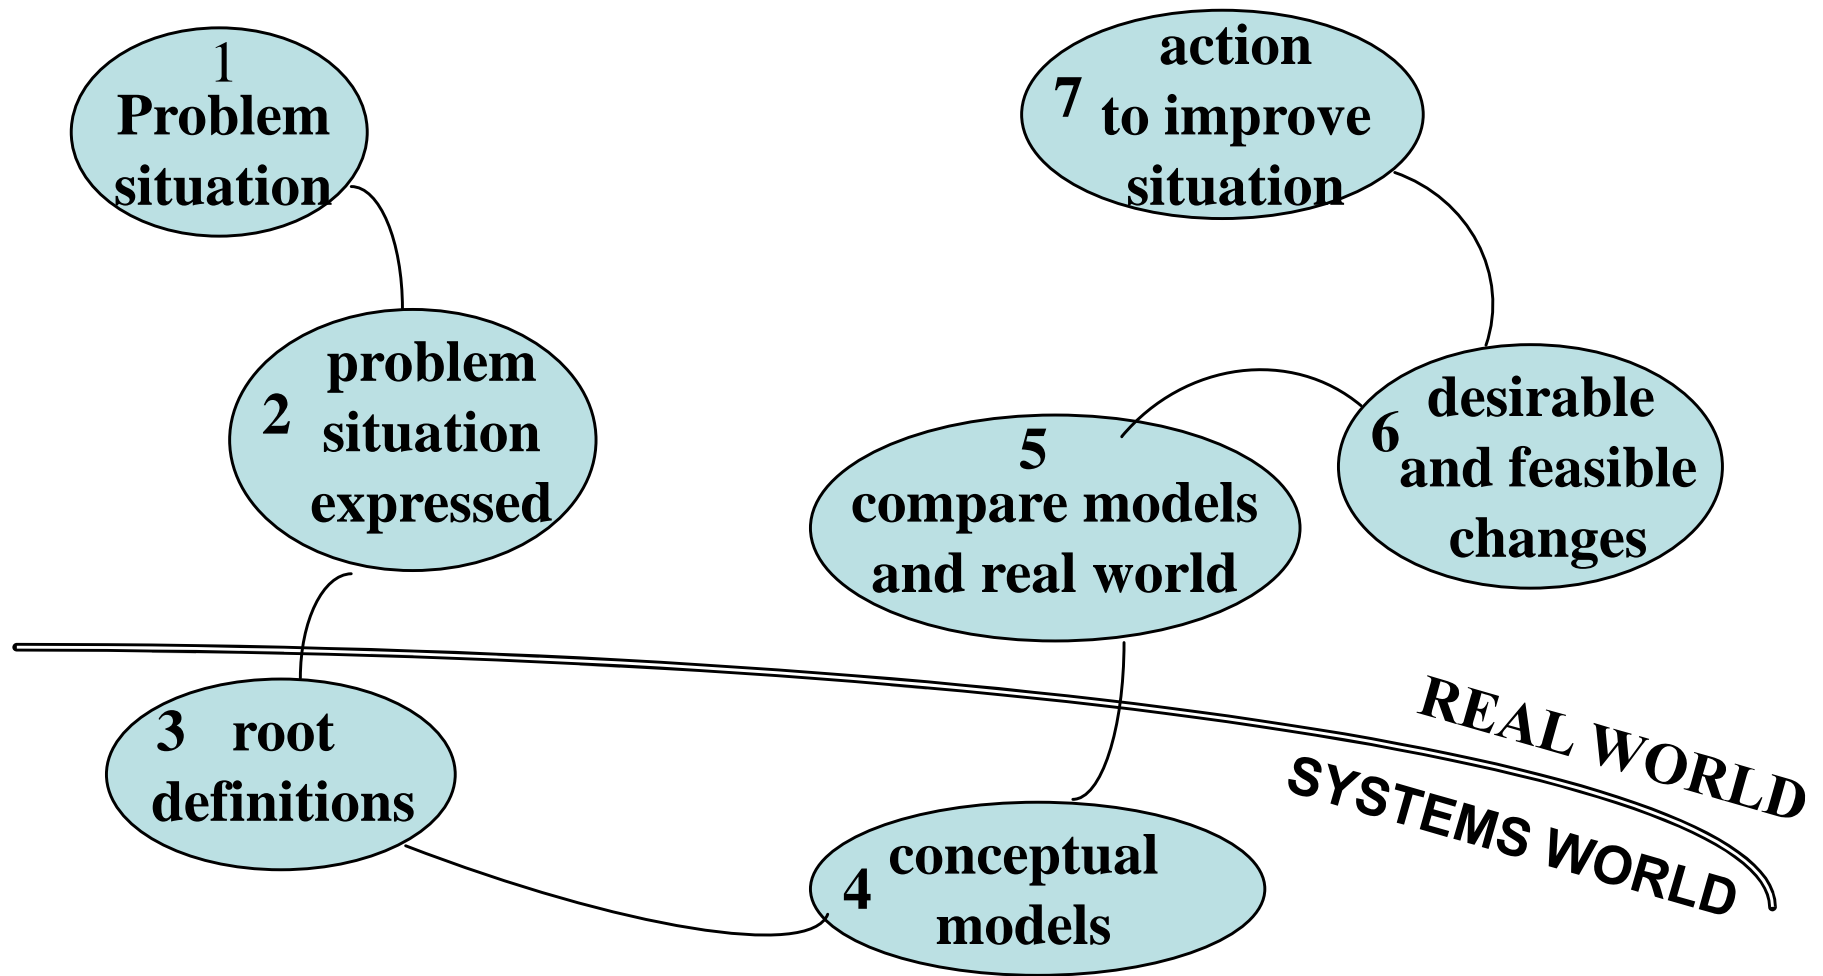 1
Problem
situation
2
problem
situation
expressed
3 root
definitions
4
conceptual
models
5
compare models
and real world
6
desirable
and feasible
changes
7
action
to improve
situation
REAL WORLD
SYSTEMS WORLD